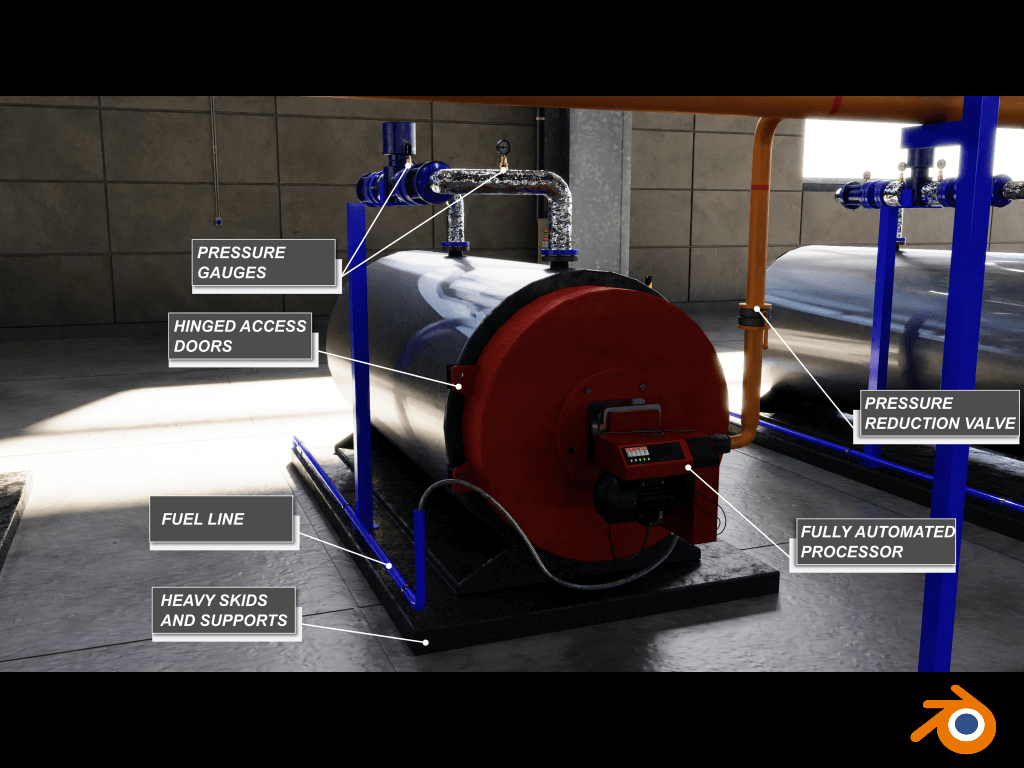 PRESSURE
GAUGES
HINGED ACCESS
DOORS
PRESSURE
REDUCTION VALVE
FUEL LINE
FULLY AUTOMATED
PROCESSOR
HEAVY SKIDS
AND SUPPORTS